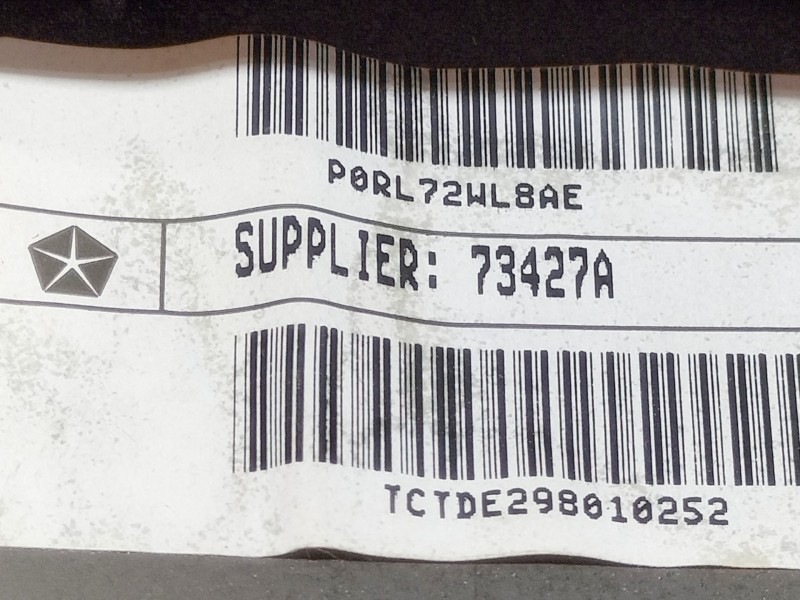 P0RL72WL8AE
SUPPLIER: 73427A
TCTDE298010252